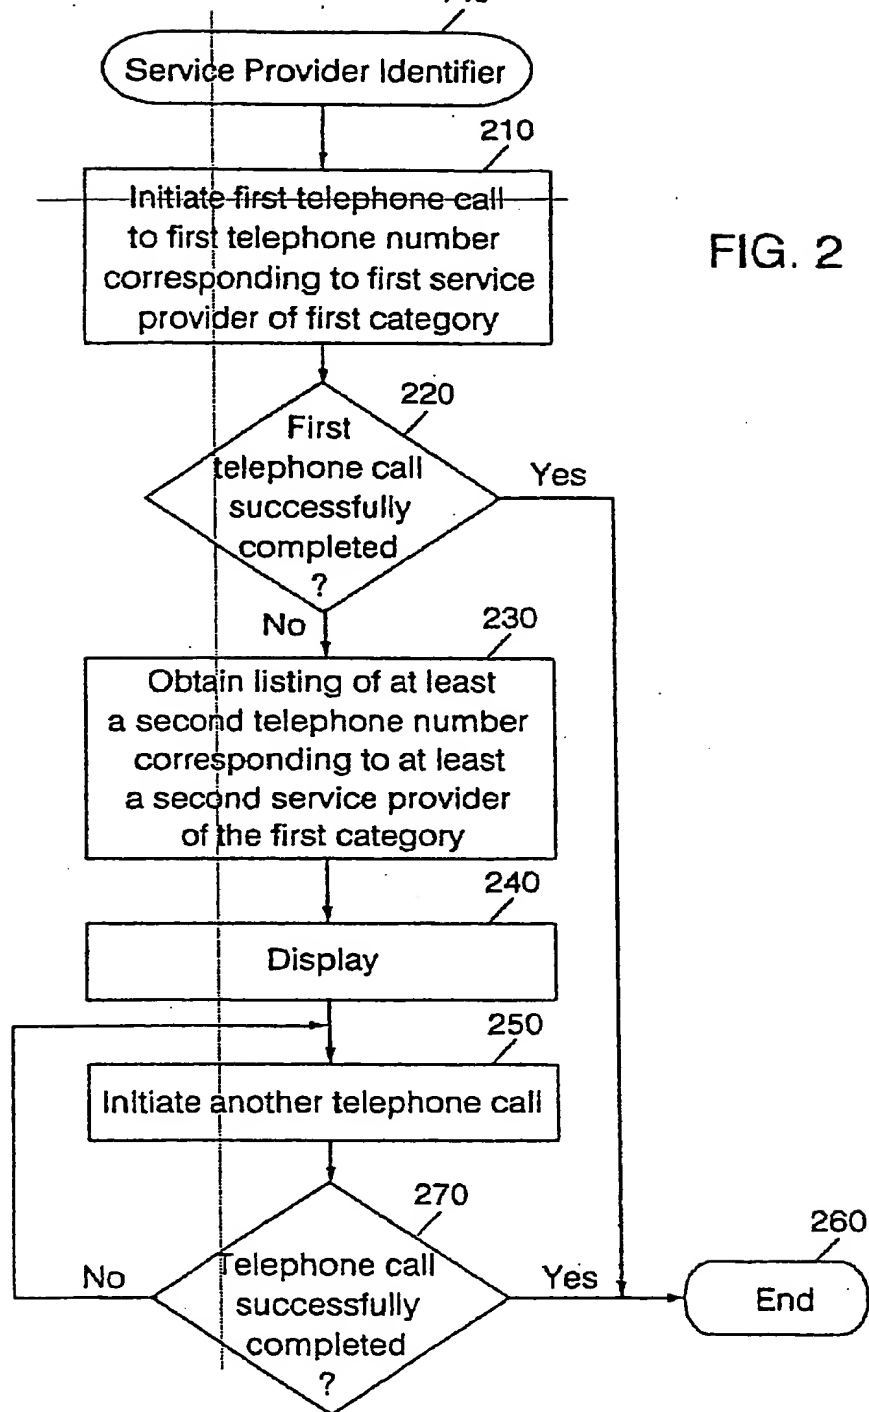 Service Provider Identifier
210
Initiate first telephone call
to first telephone number
corresponding to first service
provider of first category
FIG. 2
220
First
telephone call
successfully
completed
?
Yes
No
230
Obtain listing of at least
a second telephone number
corresponding to at least
a second service provider
of the first category
240
Display
250
Initiate another telephone call
270
Telephone call
successfully
completed
?
No
Yes
260
End